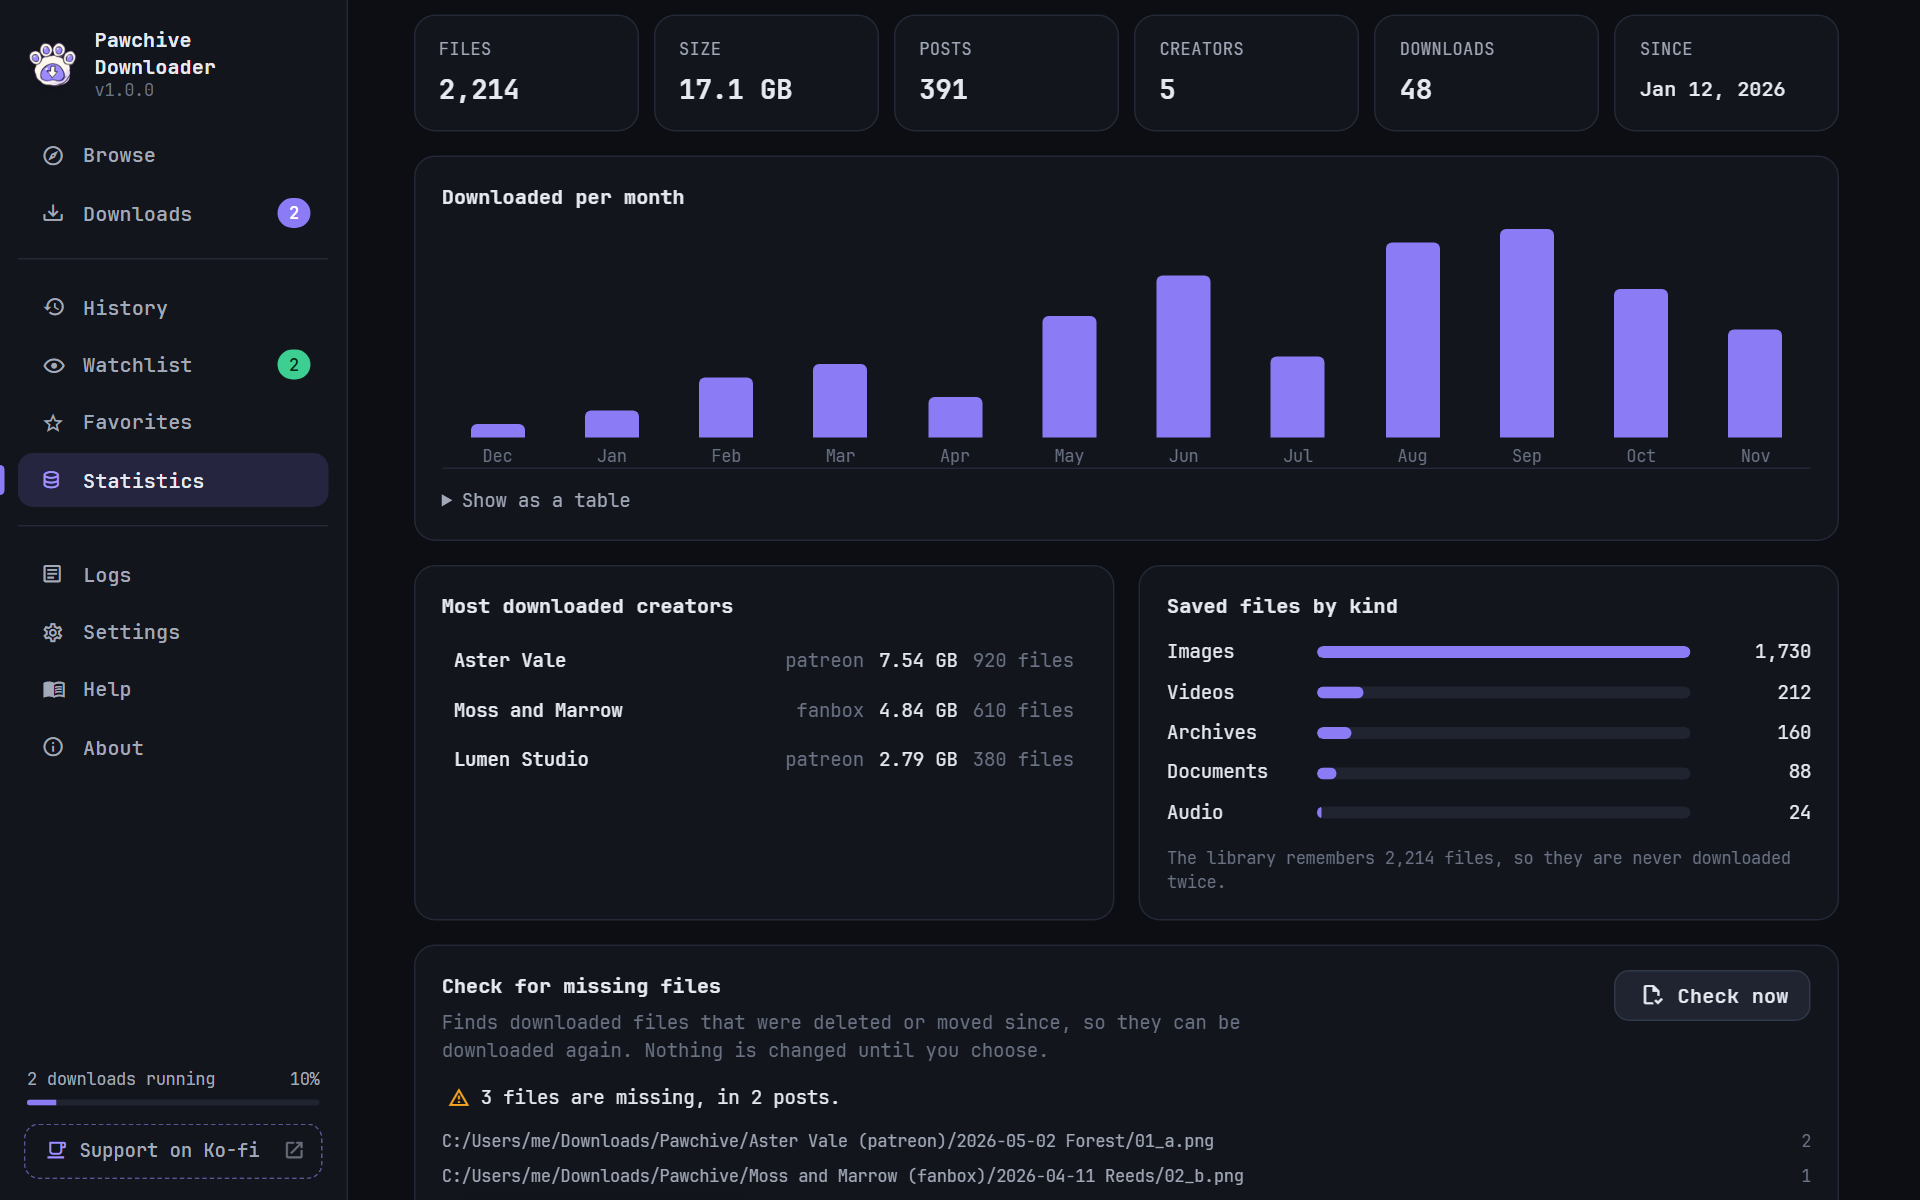 Pawchive
Downloader
v1.0.0
Browse
Downloads 2
History
Watchlist 2
Favorites
Statistics
Logs
Settings
Help
About
2 downloads running 10%
Support on Ko-fi
FILES
2,214
SIZE
17.1 GB
POSTS
391
CREATORS
5
DOWNLOADS
48
SINCE
Jan 12, 2026
Downloaded per month
Dec Jan Feb Mar Apr May Jun Jul Aug Sep Oct Nov
Show as a table
Most downloaded creators
Aster Vale patreon 7.54 GB 920 files
Moss and Marrow fanbox 4.84 GB 610 files
Lumen Studio patreon 2.79 GB 380 files
Saved files by kind
Images 1,730
Videos 212
Archives 160
Documents 88
Audio 24
The library remembers 2,214 files, so they are never downloaded
twice.
Check for missing files
Check now
Finds downloaded files that were deleted or moved since, so they can be
downloaded again. Nothing is changed until you choose.
3 files are missing, in 2 posts.
C:/Users/me/Downloads/Pawchive/Aster Vale (patreon)/2026-05-02 Forest/01_a.png 2
C:/Users/me/Downloads/Pawchive/Moss and Marrow (fanbox)/2026-04-11 Reeds/02_b.png 1